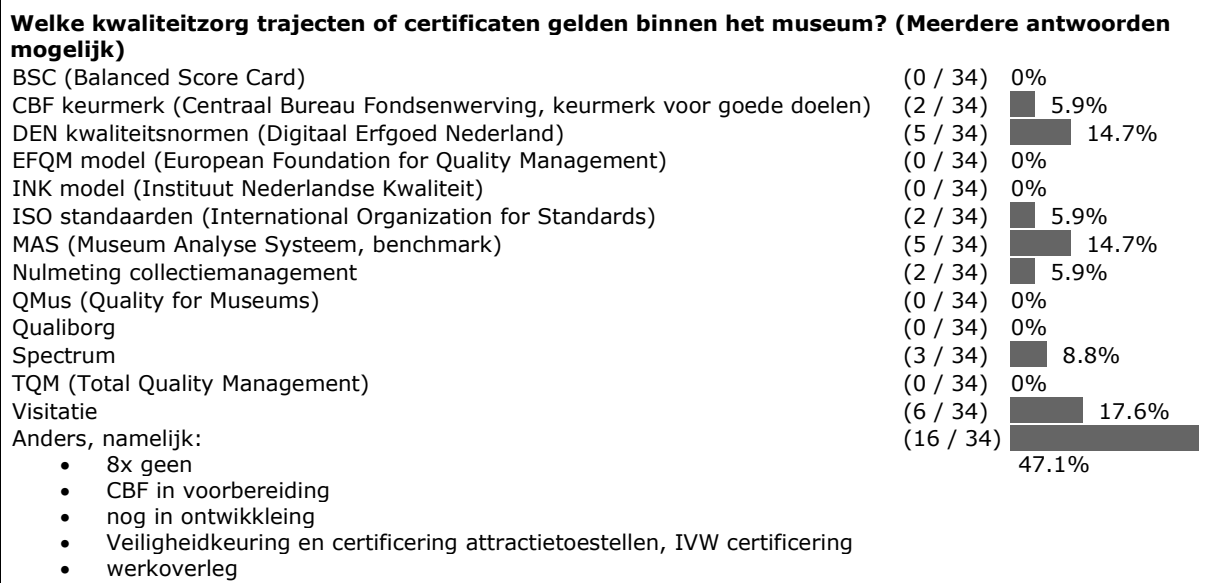 Welke kwaliteitzorg trajecten of certificaten gelden binnen het museum? (Meerdere antwoorden
mogelijk)
BSC (Balanced Score Card) (0 / 34) 0%
CBF keurmerk (Centraal Bureau Fondsenwerving, keurmerk voor goede doelen) (2 / 34) 5.9%
DEN kwaliteitsnormen (Digitaal Erfgoed Nederland) (5 / 34) 14.7%
EFQM model (European Foundation for Quality Management) (0 / 34) 0%
INK model (Instituut Nederlandse Kwaliteit) (0 / 34) 0%
ISO standaarden (International Organization for Standards) (2 / 34) 5.9%
MAS (Museum Analyse Systeem, benchmark) (5 / 34) 14.7%
Nulmeting collectiemanagement (2 / 34) 5.9%
QMus (Quality for Museums) (0 / 34) 0%
Qualiborg (0 / 34) 0%
Spectrum (3 / 34) 8.8%
TQM (Total Quality Management) (0 / 34) 0%
Visitatie (6 / 34) 17.6%
Anders, namelijk: (16 / 34)
• 8x geen 47.1%
• CBF in voorbereiding
• nog in ontwikkleing
• Veiligheidkeuring en certificering attractietoestellen, IVW certificering
• werkoverleg